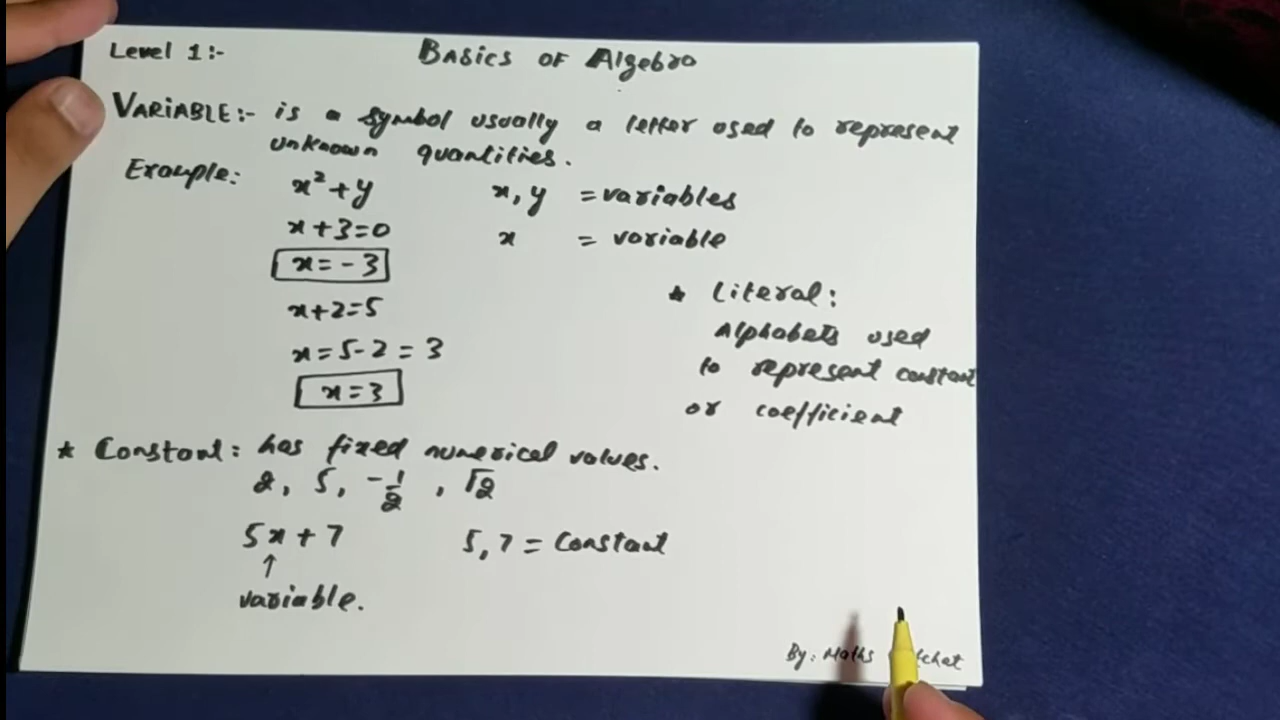 Level 1:- Basics of Algebra
VARIABLE:- is a symbol usually a letter used to represent
unknown quantities.
Example: x² + y x, y = variables
x + 3 = 0 x = variable
x = - 3
x + 2 = 5
x = 5 - 2 = 3
x = 3
* Literal:
Alphabets used
to represent constant
or coefficient
* Constant: has fixed numerical values.
2, 5, -1/2, √2
5x + 7 5, 7 = Constant
↑
variable.
By: Maths